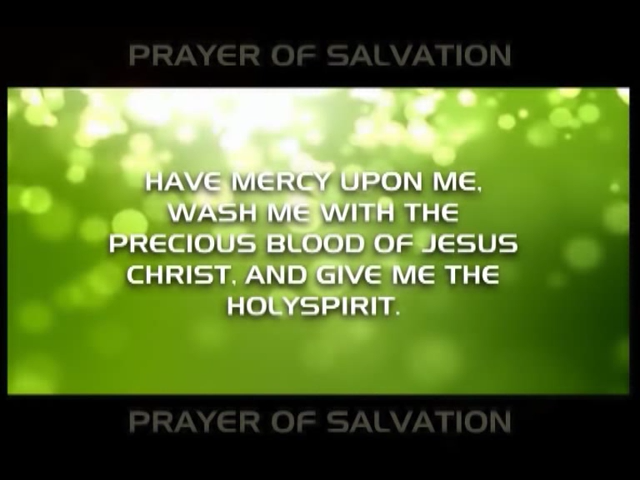 PRAYER OF SALVATION
HAVE MERCY UPON ME,
WASH ME WITH THE
PRECIOUS BLOOD OF JESUS
CHRIST, AND GIVE ME THE
HOLYSPIRIT.
PRAYER OF SALVATION